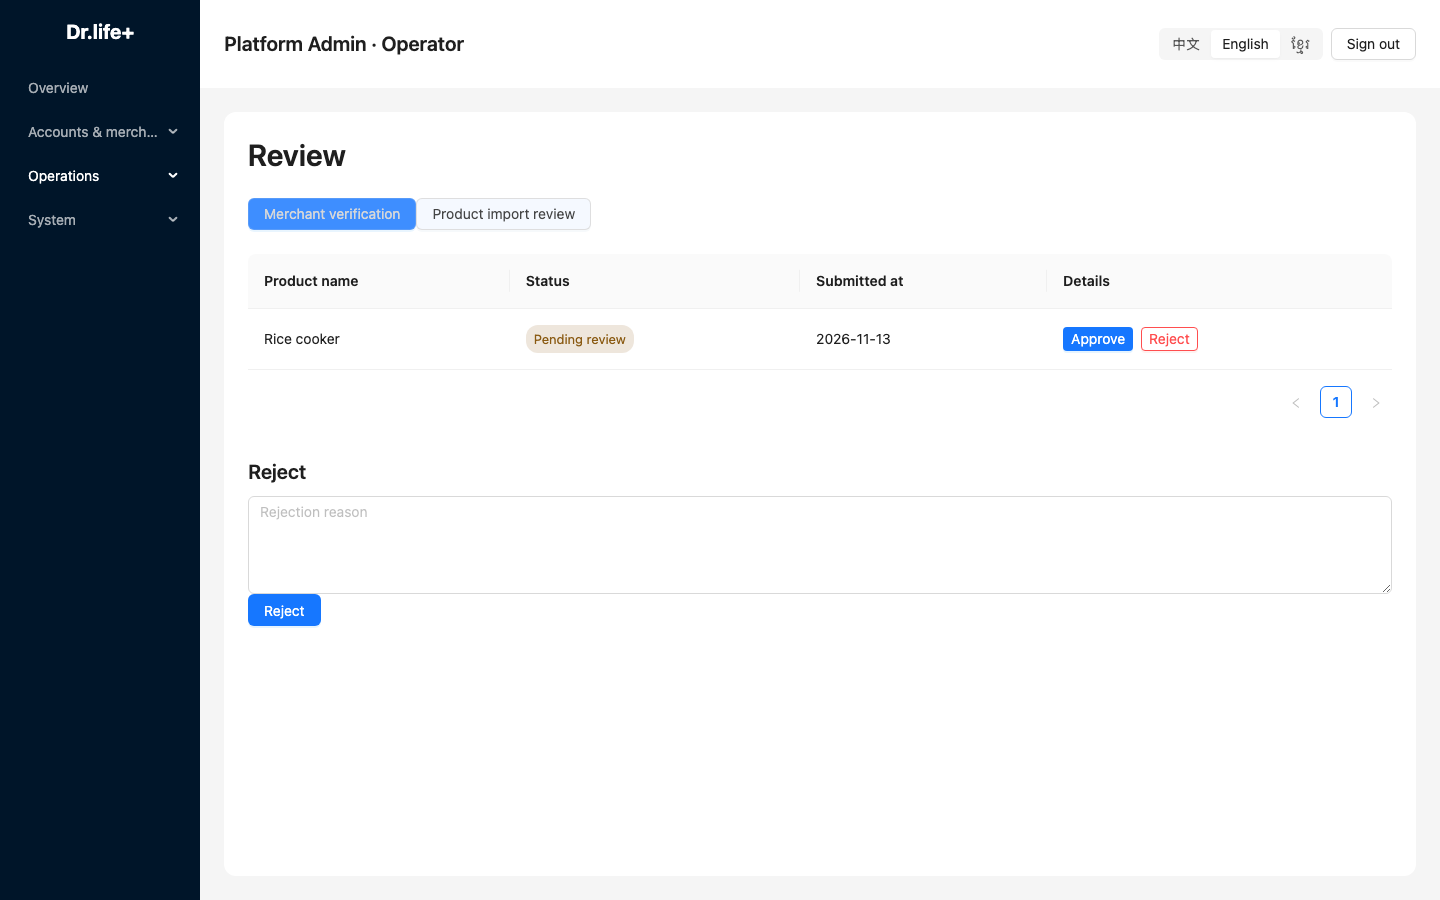 Dr.life+
Overview
Accounts & merch...
Operations
System
Platform Admin · Operator
中文 English ខ្មែរ Sign out
Review
Merchant verification Product import review
Product name Status Submitted at Details
Rice cooker Pending review 2026-11-13 Approve Reject
1
Reject
Rejection reason
Reject